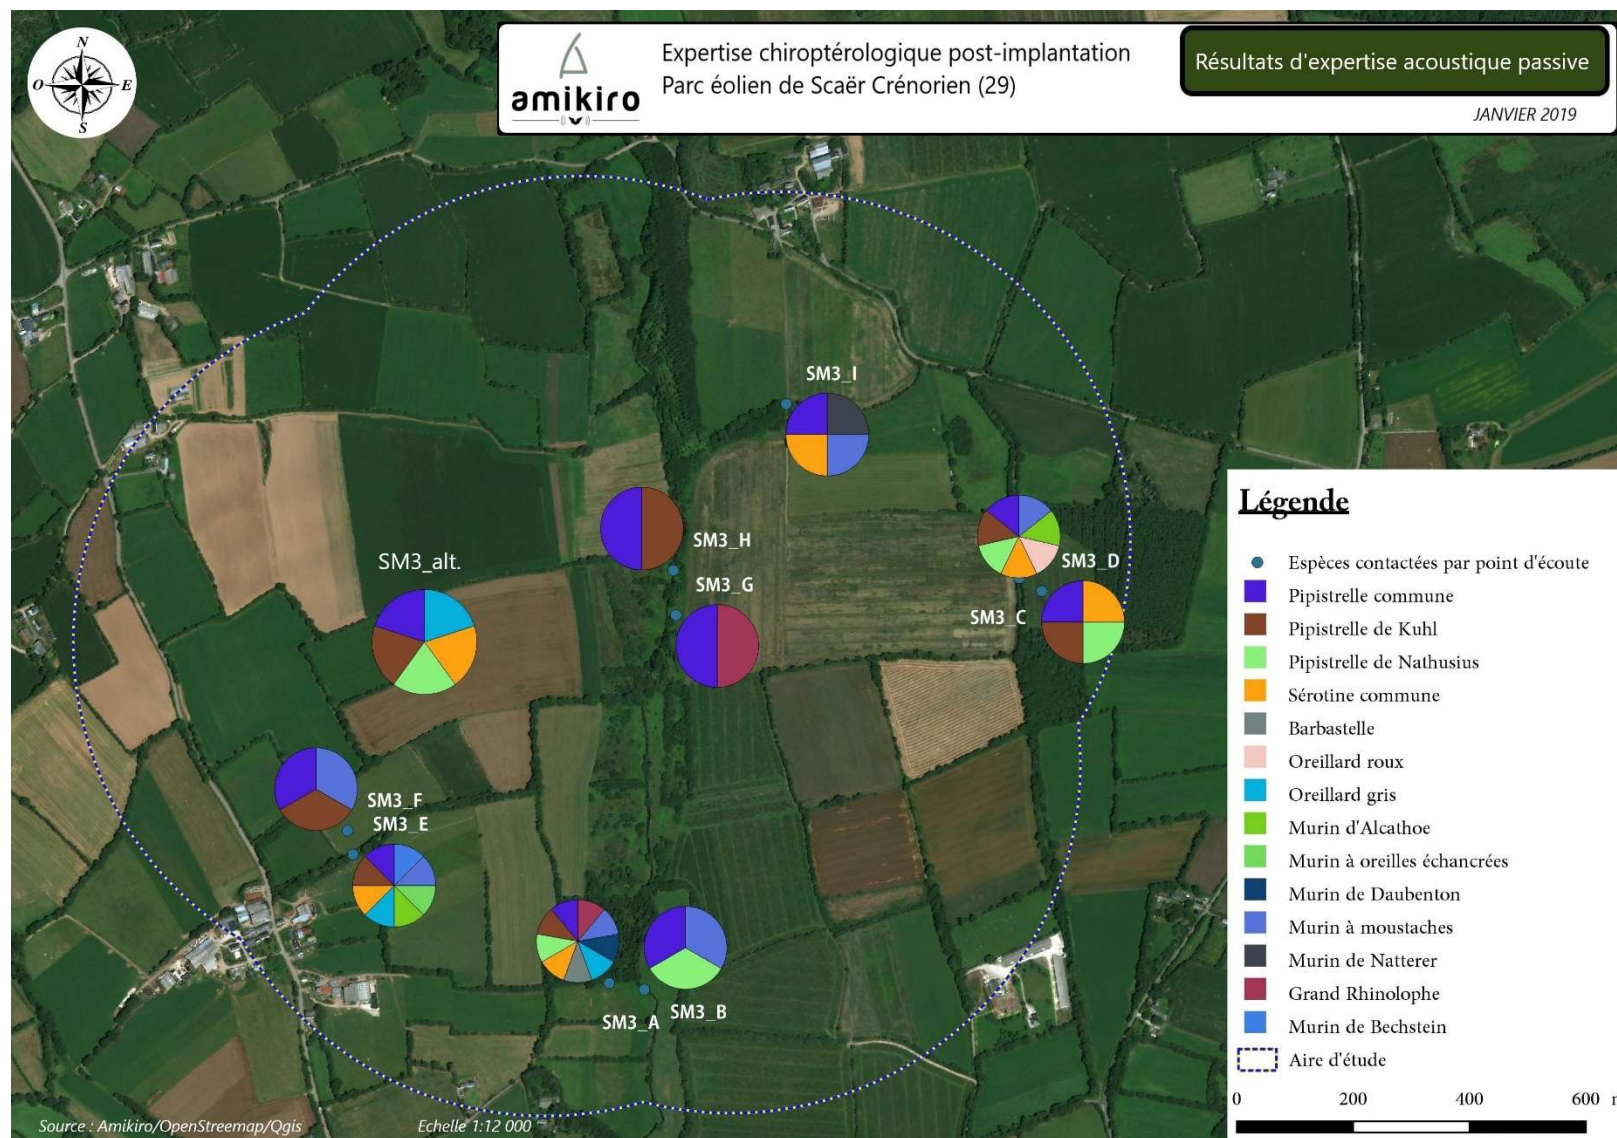 N
O
E
S
amikiro
Expertise chiroptérologique post-implantation
Parc éolien de Scaër Crénorien (29)
Résultats d'expertise acoustique passive
JANVIER 2019
SM3_I
SM3_H
SM3_G
SM3_D
SM3_C
SM3_alt.
SM3_F
SM3_E
SM3_A
SM3_B
Légende
Espèces contactées par point d'écoute
Pipistrelle commune
Pipistrelle de Kuhl
Pipistrelle de Nathusius
Sérotine commune
Barbastelle
Oreillard roux
Oreillard gris
Murin d'Alcathoe
Murin à oreilles échancrées
Murin de Daubenton
Murin à moustaches
Murin de Natterer
Grand Rhinolophe
Murin de Bechstein
Aire d'étude
0 200 400 600 m
Source : Amikiro/OpenStreemap/Qgis
Echelle 1:12 000